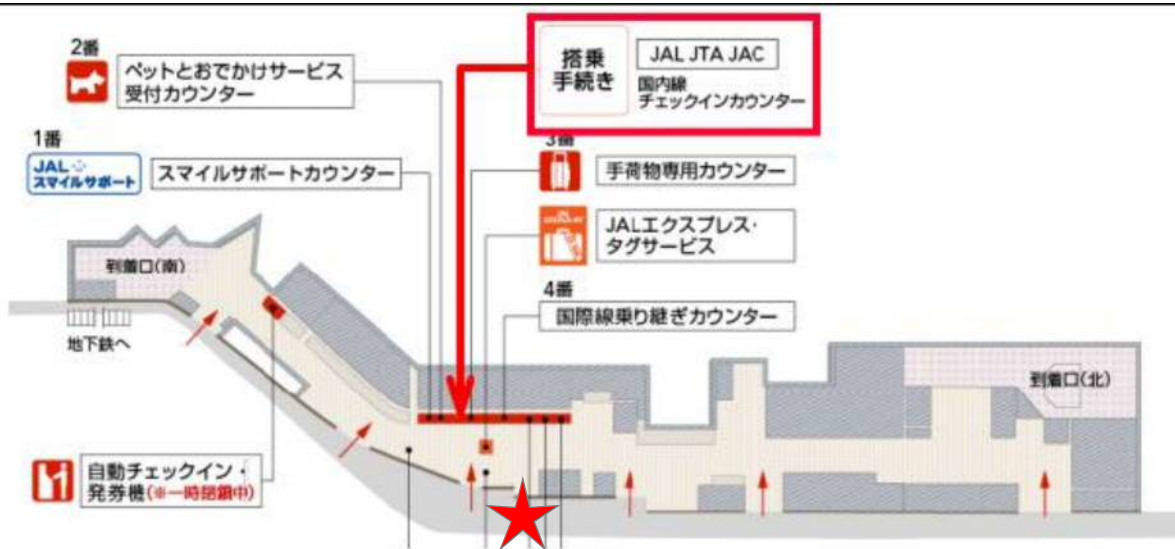 2番
ペットとおでかけサービス
受付カウンター
搭乗
手続き
JAL JTA JAC
国内線
チェックインカウンター
1番
JAL
スマイルサポート
スマイルサポートカウンター
3番
手荷物専用カウンター
JALエクスプレス・
タグサービス
4番
国際線乗り継ぎカウンター
到着口(南)
地下鉄へ
到着口(北)
自動チェックイン・
発券機(※一時閉鎖中)